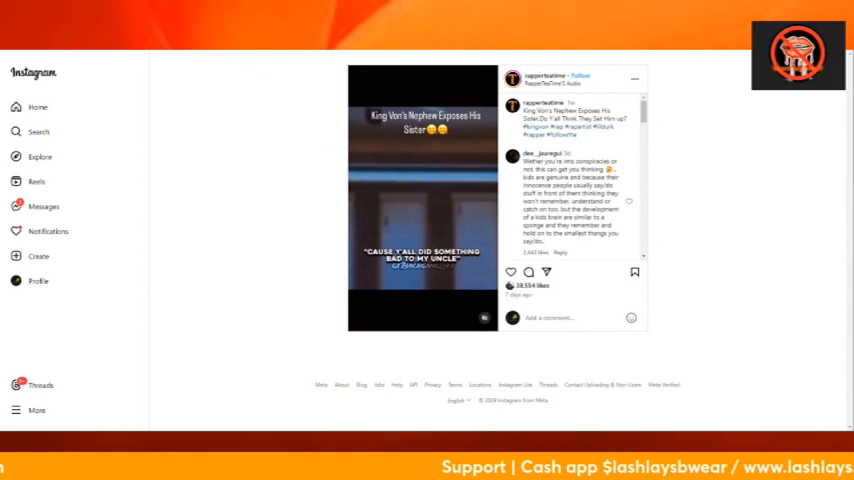 Instagram
Home
Search
Explore
Reels
Messages
Notifications
Create
Profile
Threads
More
King Von's Nephew Exposes His
Sister
"CAUSE Y'ALL DID SOMETHING
BAD TO MY UNCLE"
rapperteatime • Follow
RapperTeaTime'S Audio
rapperteatime 1w
King Von's Nephew Exposes His
Sister.Do Y'all Think They Set Him up?
#kingvon #rap #rapartist #lildurk
#rapper #followthe
dee__jauregui 3d
Wether you're into conspiracies or
not, this can get you thinking
kids are genuine and because their
innocence people usually say/do
stuff in front of them thinking they
won't remember, understand or
catch on too, but the development
of a kids brain are similar to a
sponge and they remember and
hold on to the smallest things you
say/do.
2,443 likes Reply
38,554 likes
7 days ago
Add a comment...
Meta About Blog Jobs Help API Privacy Terms Locations Instagram Lite Threads Contact Uploading & Non-Users Meta Verified
English © 2024 Instagram from Meta
Support | Cash app $lashlaysbwear / www.lashlays